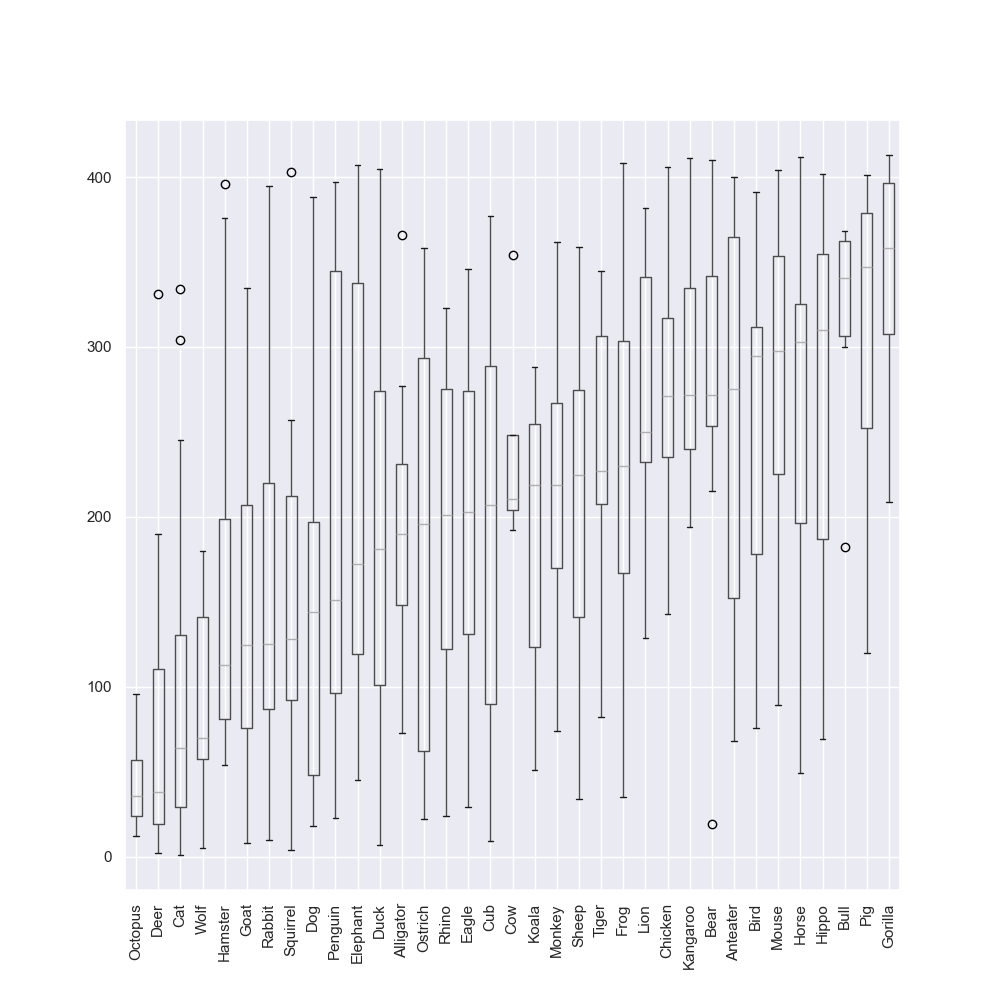 400
300
200
100
0
Octopus
Deer
Cat
Wolf
Hamster
Goat
Rabbit
Squirrel
Dog
Penguin
Elephant
Duck
Alligator
Ostrich
Rhino
Eagle
Cub
Cow
Koala
Monkey
Sheep
Tiger
Frog
Lion
Chicken
Kangaroo
Bear
Anteater
Bird
Mouse
Horse
Hippo
Bull
Pig
Gorilla